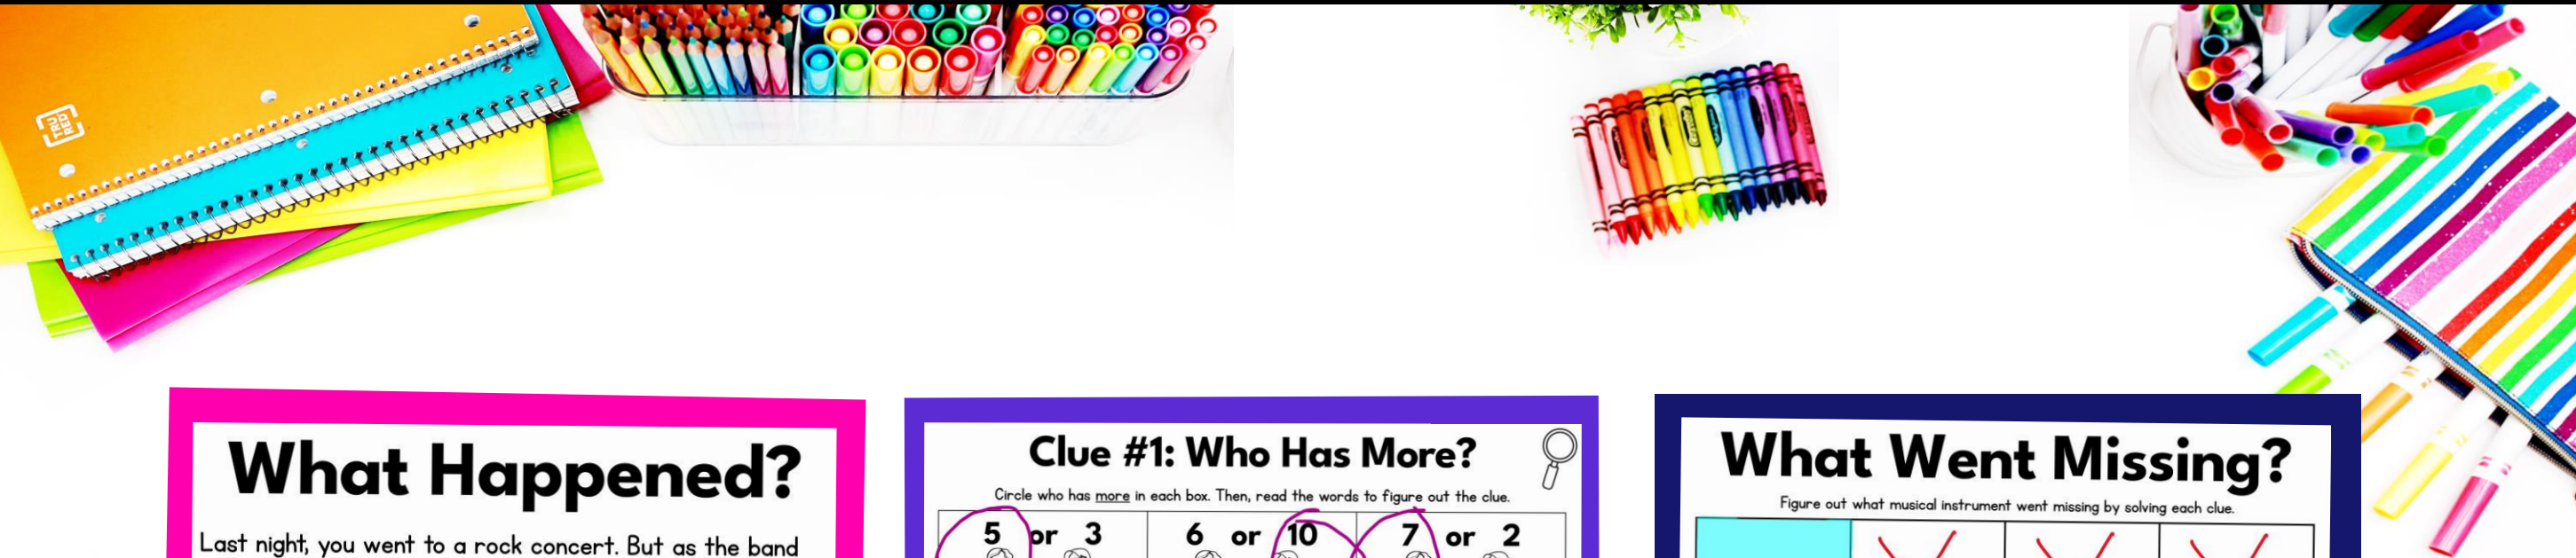 TRU
RED
What Happened?
Last night, you went to a rock concert. But as the band
Clue #1: Who Has More?
Circle who has more in each box. Then, read the words to figure out the clue.
5 or 3
6 or 10
7 or 2
What Went Missing?
Figure out what musical instrument went missing by solving each clue.